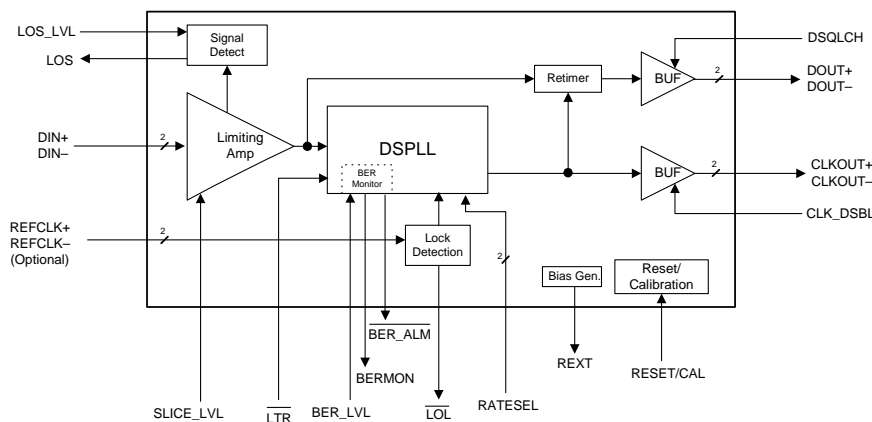 LOS_LVL
LOS
Signal
Detect
DSQLCH
Retimer
BUF
2
DOUT+
DOUT–
DIN+
DIN–
2
Limiting
Amp
DSPLL
BER
Monitor
BUF
2
CLKOUT+
CLKOUT–
CLK_DSBL
REFCLK+
REFCLK–
(Optional)
2
Lock
Detection
2
Bias Gen.
Reset/
Calibration
BER_ALM
BERMON
REXT
RESET/CAL
SLICE_LVL
LTR
BER_LVL
LOL
RATESEL